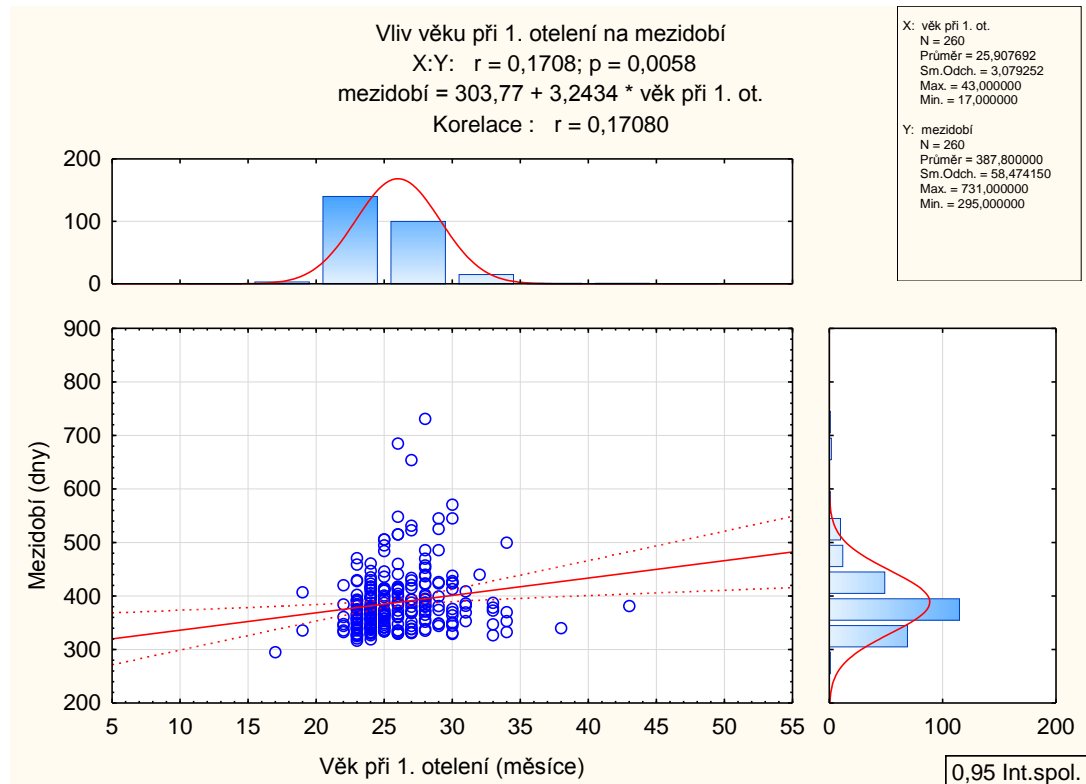 Vliv věku při 1. otelení na mezidobí
X:Y: r = 0,1708; p = 0,0058
mezidobí = 303,77 + 3,2434 * věk při 1. ot.
Korelace : r = 0,17080
X: věk při 1. ot.
N = 260
Průměr = 25,907692
Sm.Odch. = 3,079252
Max. = 43,000000
Min. = 17,000000
Y: mezidobí
N = 260
Průměr = 387,800000
Sm.Odch. = 58,474150
Max. = 731,000000
Min. = 295,000000
200
100
0
900
800
700
600
500
400
300
200
Mezidobí (dny)
5 10 15 20 25 30 35 40 45 50 55
0 100 200
Věk při 1. otelení (měsíce)
0,95 Int.spol.